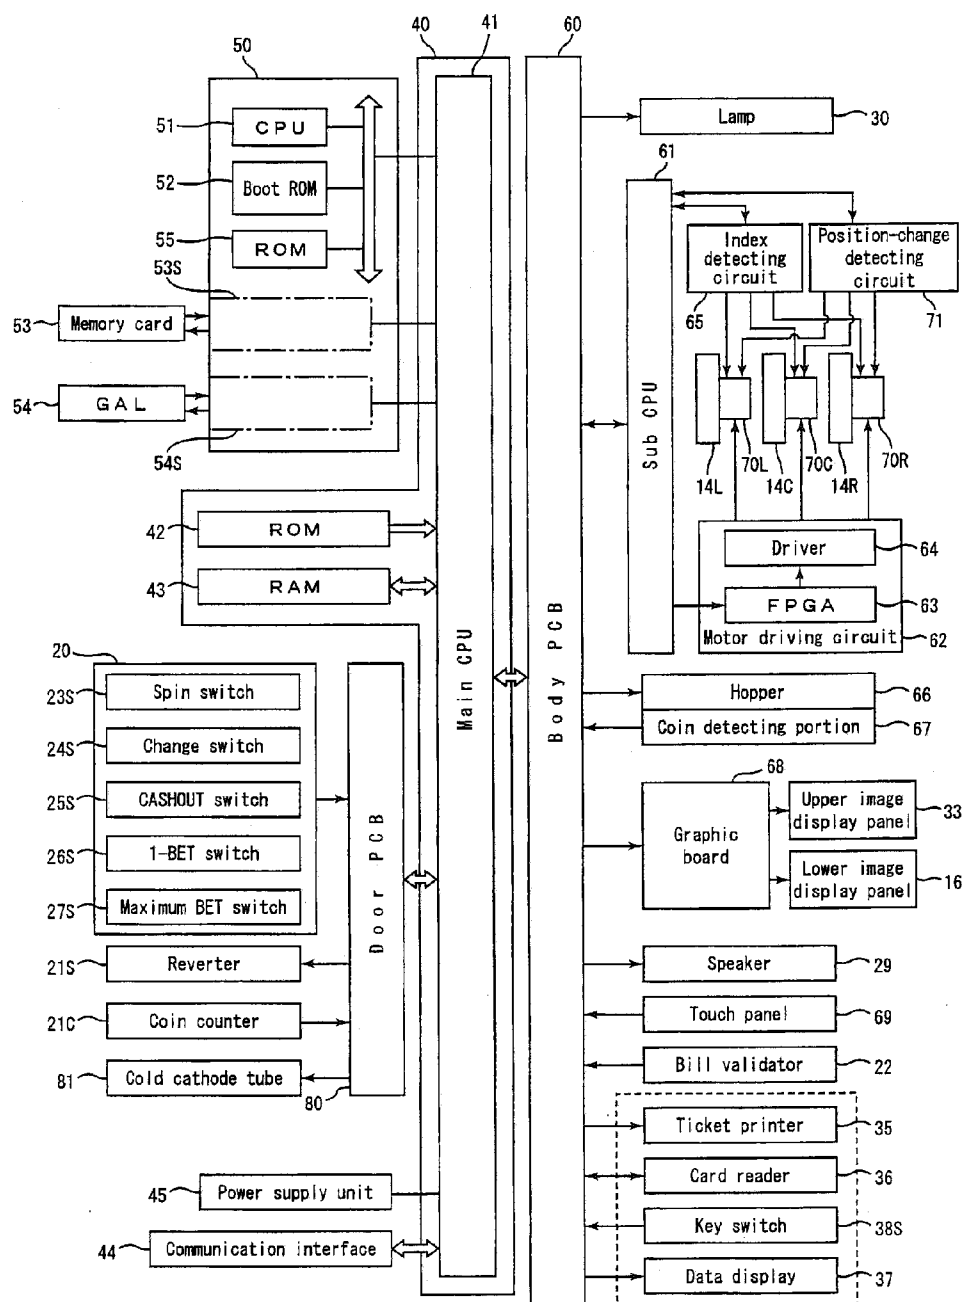 40
41
60
50
51
CPU
52
Boot ROM
55
ROM
53S
53
Memory card
54
GAL
54S
42
ROM
43
RAM
Main CPU
Body PCB
20
23S
Spin switch
24S
Change switch
25S
CASHOUT switch
26S
1-BET switch
27S
Maximum BET switch
21S
Reverter
21C
Coin counter
81
Cold cathode tube
Door PCB
80
45
Power supply unit
44
Communication interface
Lamp
30
61
Sub CPU
Index
detecting
circuit
65
Position-change
detecting
circuit
71
14L
70L
14C
70C
14R
70R
Driver
64
FPGA
63
Motor driving circuit
62
Hopper
66
Coin detecting portion
67
68
Graphic
board
Upper image
display panel
33
Lower image
display panel
16
Speaker
29
Touch panel
69
Bill validator
22
Ticket printer
35
Card reader
36
Key switch
38S
Data display
37